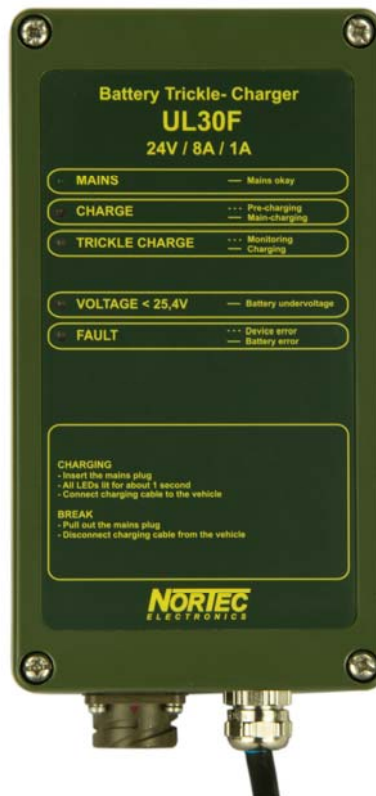 Battery Trickle- Charger
UL30F
24V / 8A / 1A
MAINS — Mains okay
CHARGE --- Pre-charging
— Main-charging
TRICKLE CHARGE --- Monitoring
— Charging
VOLTAGE < 25,4V — Battery undervoltage
FAULT --- Device error
— Battery error
CHARGING
- Insert the mains plug
- All LEDs lit for about 1 second
- Connect charging cable to the vehicle
BREAK
- Pull out the mains plug
- Disconnect charging cable from the vehicle
NORTEC
ELECTRONICS